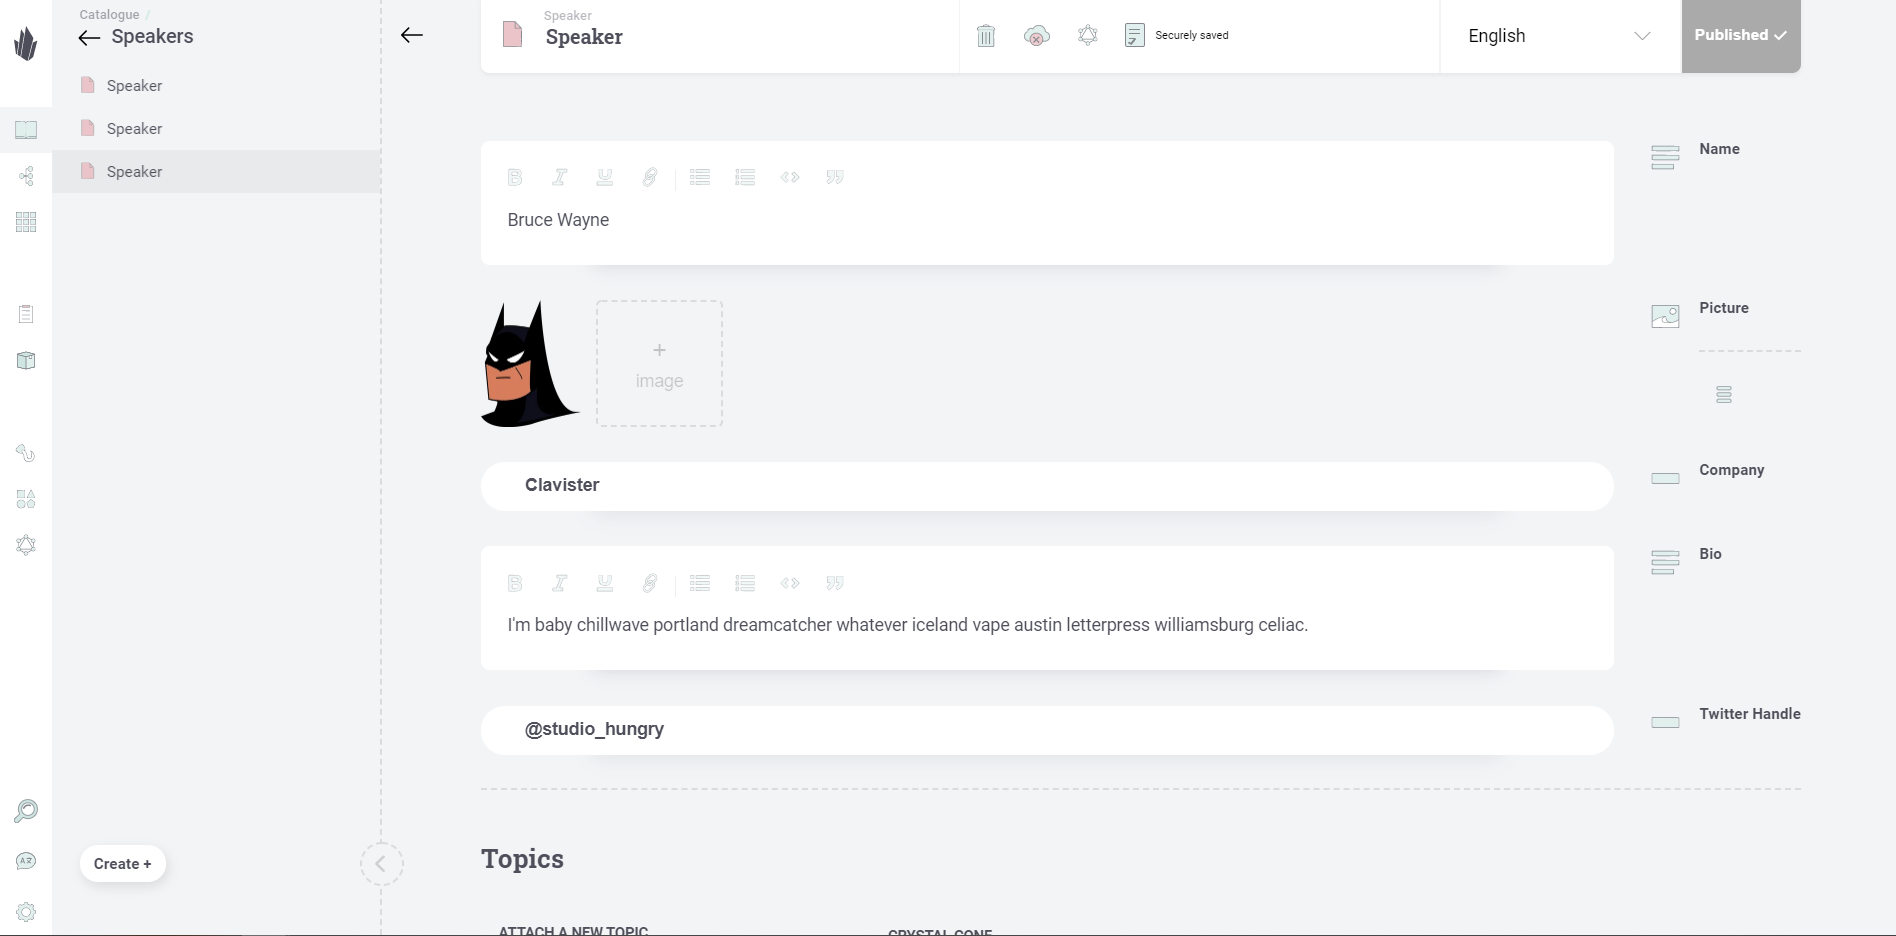 Catalogue /
Speakers
Speaker
Speaker
Speaker
Create +
Speaker
Speaker
Securely saved
English
Published
Name
B I U
Bruce Wayne
Picture
+
image
Company
Clavister
Bio
B I U
I'm baby chillwave portland dreamcatcher whatever iceland vape austin letterpress williamsburg celiac.
Twitter Handle
@studio_hungry
Topics
ATTACH A NEW TOPIC
CRYSTAL CONF